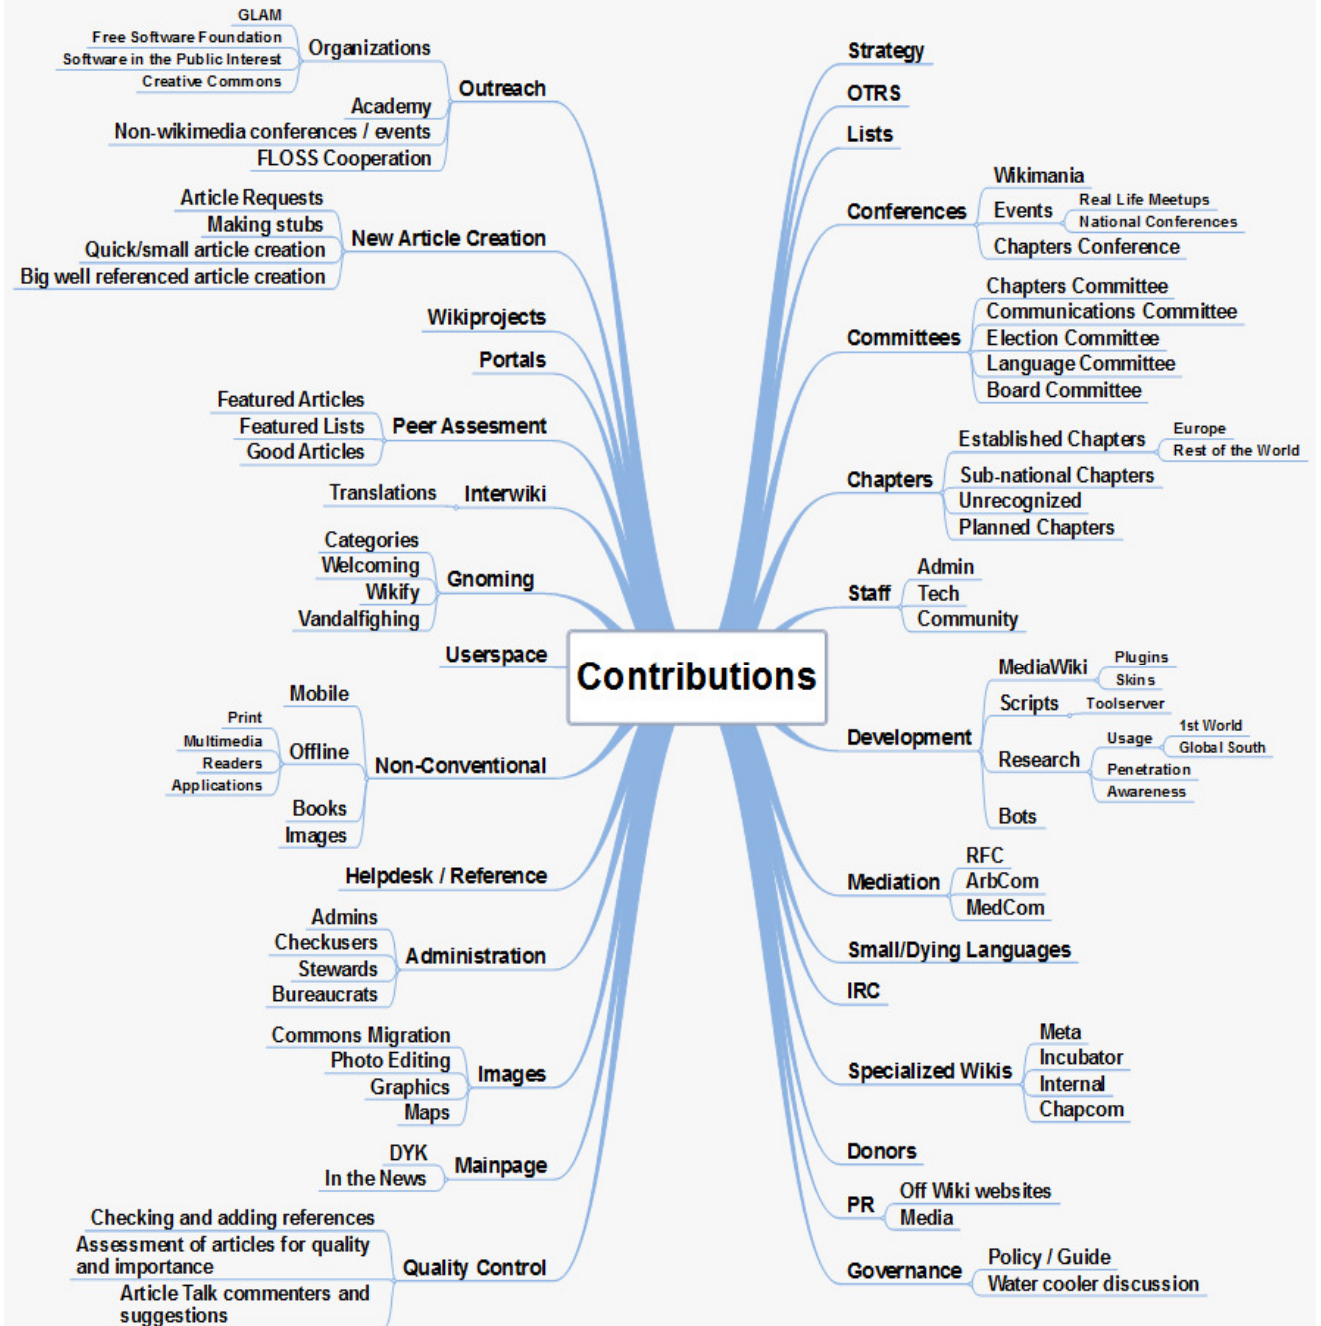 GLAM
Free Software Foundation
Software in the Public Interest
Creative Commons
Organizations
Academy
Non-wikimedia conferences / events
FLOSS Cooperation
Outreach
Article Requests
Making stubs
Quick/small article creation
Big well referenced article creation
New Article Creation
Wikiprojects
Portals
Featured Articles
Featured Lists
Good Articles
Peer Assesment
Translations
Interwiki
Categories
Welcoming
Wikify
Vandalfighing
Gnoming
Userspace
Mobile
Print
Multimedia
Readers
Applications
Offline
Books
Images
Non-Conventional
Helpdesk / Reference
Admins
Checkusers
Stewards
Bureaucrats
Administration
Commons Migration
Photo Editing
Graphics
Maps
Images
DYK
In the News
Mainpage
Checking and adding references
Assessment of articles for quality
and importance
Article Talk commenters and
suggestions
Quality Control
Contributions
Strategy
OTRS
Lists
Conferences
Wikimania
Events
Real Life Meetups
National Conferences
Chapters Conference
Committees
Chapters Committee
Communications Committee
Election Committee
Language Committee
Board Committee
Chapters
Established Chapters
Europe
Rest of the World
Sub-national Chapters
Unrecognized
Planned Chapters
Staff
Admin
Tech
Community
Development
MediaWiki
Plugins
Skins
Scripts
Toolserver
Research
Usage
1st World
Global South
Penetration
Awareness
Bots
Mediation
RFC
ArbCom
MedCom
Small/Dying Languages
IRC
Specialized Wikis
Meta
Incubator
Internal
Chapcom
Donors
PR
Off Wiki websites
Media
Governance
Policy / Guide
Water cooler discussion